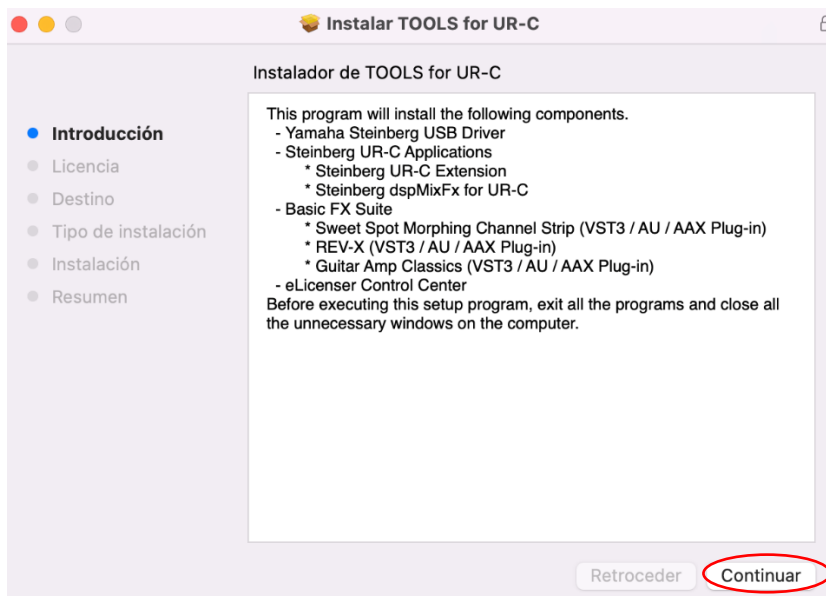 Instalar TOOLS for UR-C
Instalador de TOOLS for UR-C
Introducción
Licencia
Destino
Tipo de instalación
Instalación
Resumen
This program will install the following components.
- Yamaha Steinberg USB Driver
- Steinberg UR-C Applications
* Steinberg UR-C Extension
* Steinberg dspMixFx for UR-C
- Basic FX Suite
* Sweet Spot Morphing Channel Strip (VST3 / AU / AAX Plug-in)
* REV-X (VST3 / AU / AAX Plug-in)
* Guitar Amp Classics (VST3 / AU / AAX Plug-in)
- eLicenser Control Center
Before executing this setup program, exit all the programs and close all
the unnecessary windows on the computer.
Retroceder
Continuar